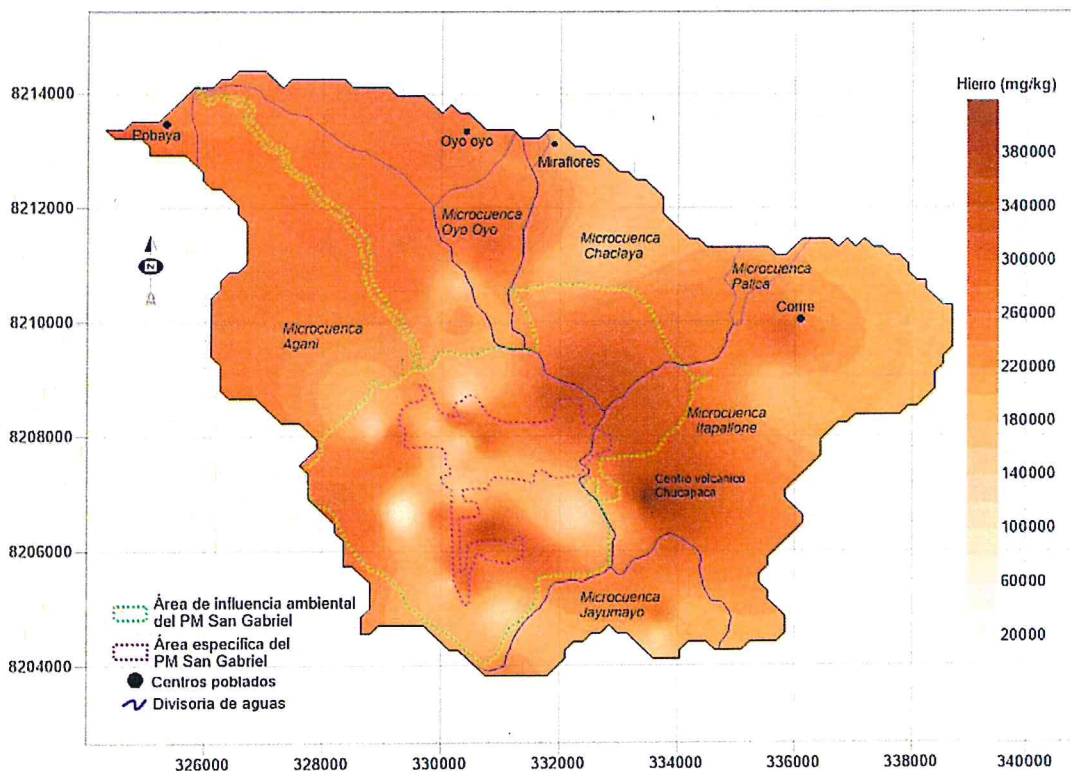 Hierro (mg/kg)
8214000
8212000
8210000
8208000
8206000
8204000
Pobaya
Oyo oyo
Miraflores
Microcuenca
Oyo Oyo
Microcuenca
Chaclaya
Microcuenca
Palica
Corire
Microcuenca
Agani
Microcuenca
Itapallone
Centro volcánico
Chucapaca
Microcuenca
Jayumayo
380000
340000
300000
260000
220000
180000
140000
100000
60000
20000
Área de influencia ambiental
del PM San Gabriel
Área específica del
PM San Gabriel
Centros poblados
Divisoria de aguas
326000
328000
330000
332000
334000
336000
338000
340000